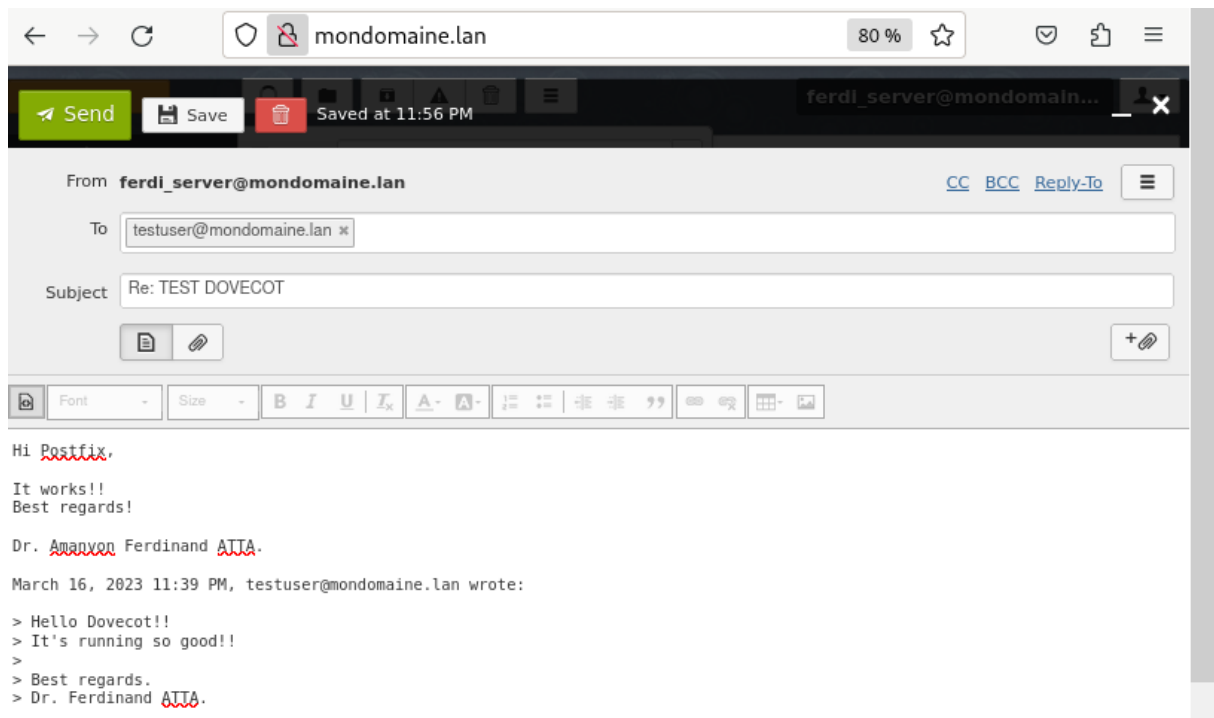 mondomaine.lan 80 %
Send Save Saved at 11:56 PM ferdi_server@mondomain...
From ferdi_server@mondomaine.lan CC BCC Reply-To
To testuser@mondomaine.lan
Subject Re: TEST DOVECOT
Font Size B I U Tx A A
Hi Postfix,
It works!!
Best regards!
Dr. Amanvon Ferdinand ATTA.
March 16, 2023 11:39 PM, testuser@mondomaine.lan wrote:
> Hello Dovecot!!
> It's running so good!!
>
> Best regards.
> Dr. Ferdinand ATTA.